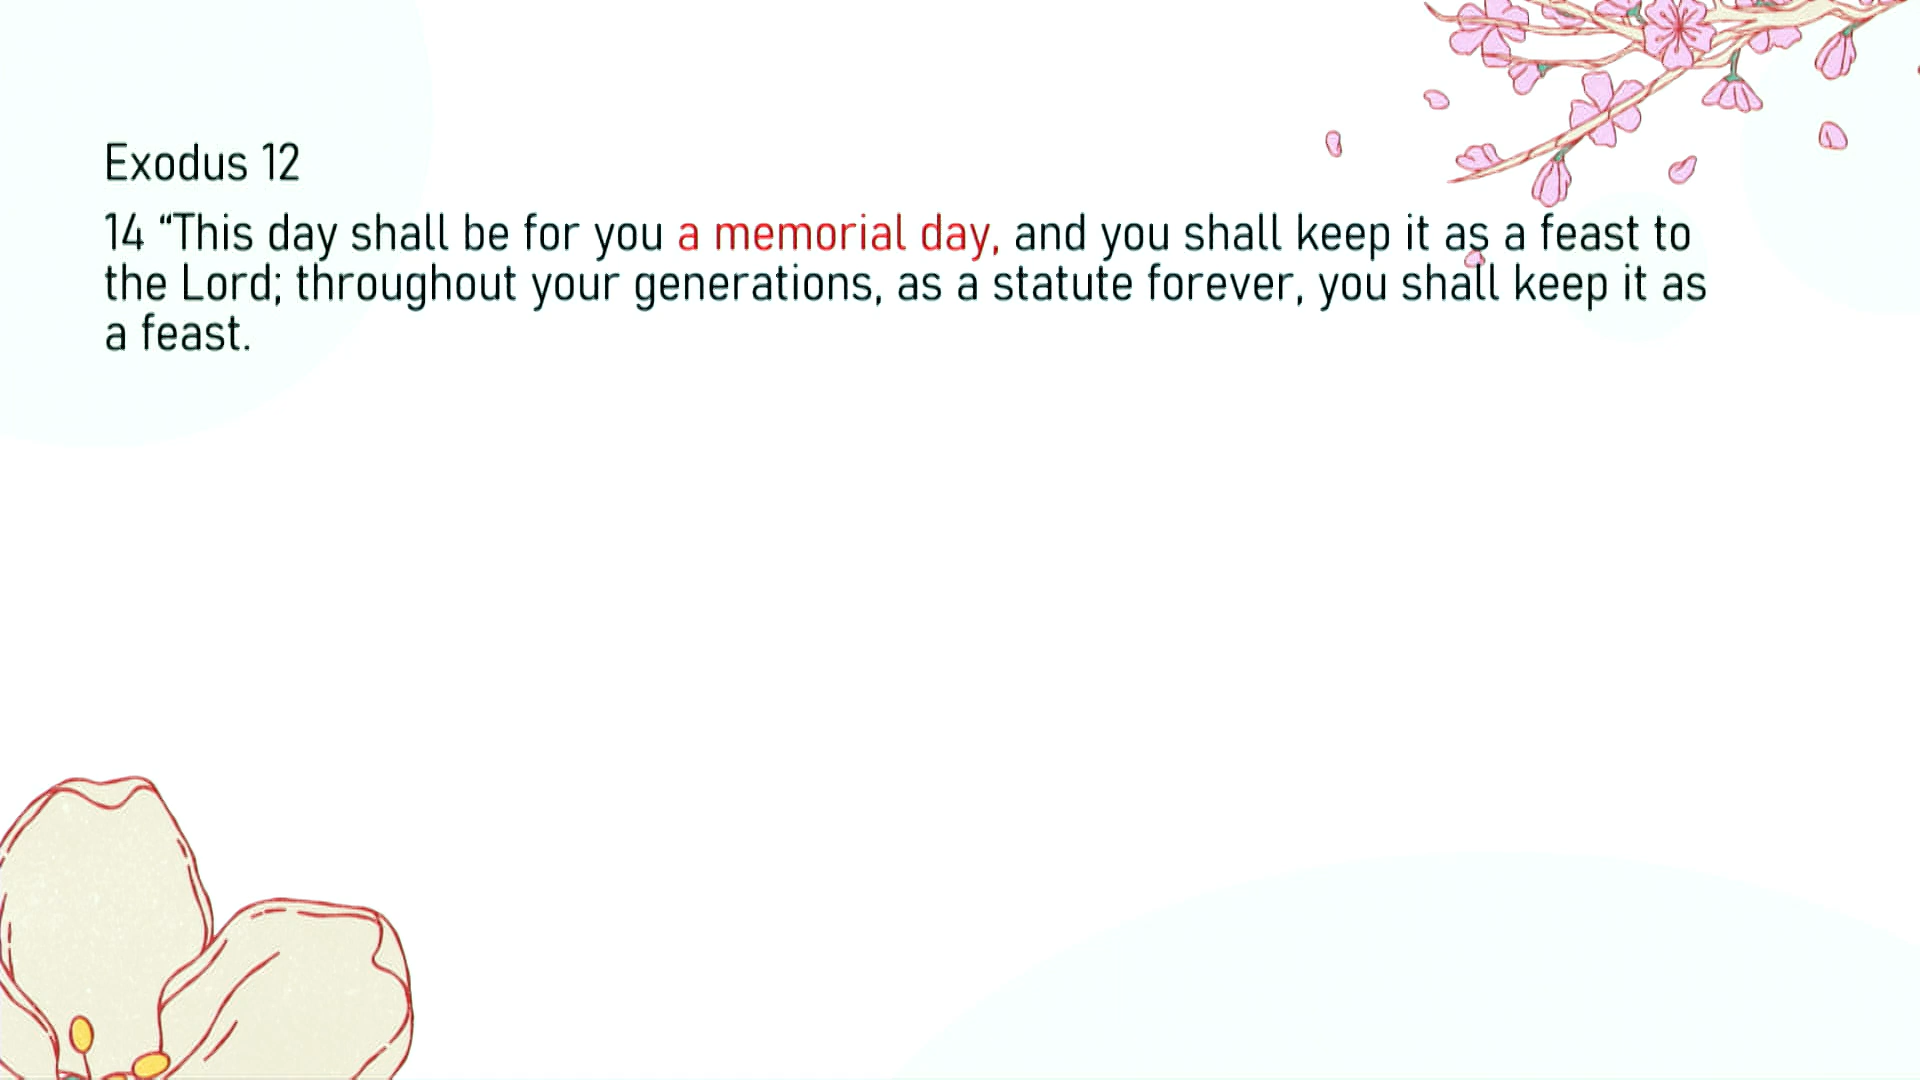 Exodus 12
14 “This day shall be for you a memorial day, and you shall keep it as a feast to
the Lord; throughout your generations, as a statute forever, you shall keep it as
a feast.